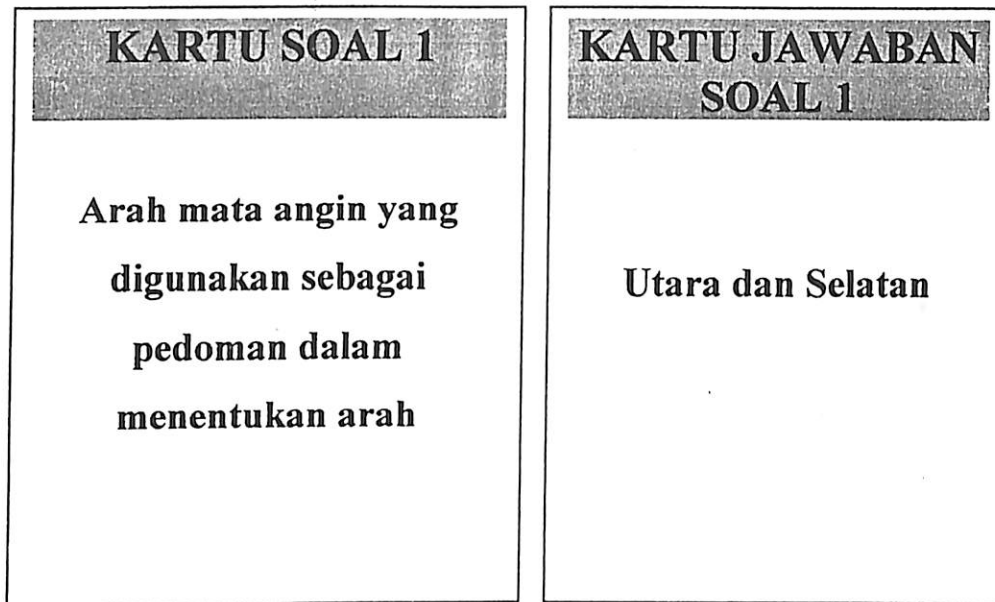 KARTU SOAL 1
Arah mata angin yang
digunakan sebagai
pedoman dalam
menentukan arah
KARTU JAWABAN
SOAL 1
Utara dan Selatan